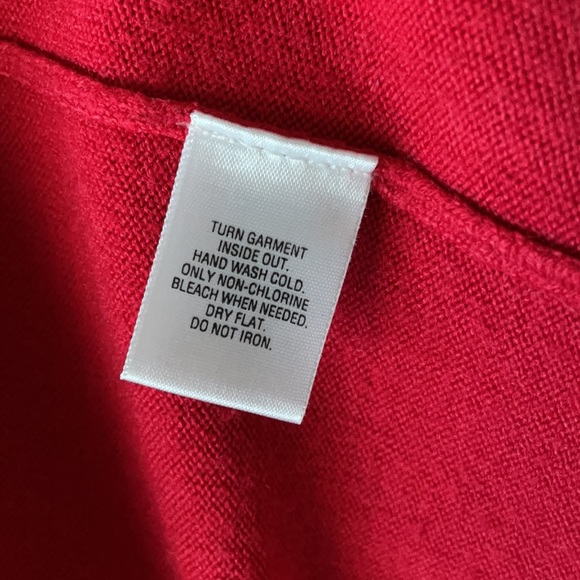 TURN GARMENT
INSIDE OUT.
HAND WASH COLD.
ONLY NON-CHLORINE
BLEACH WHEN NEEDED.
DRY FLAT.
DO NOT IRON.